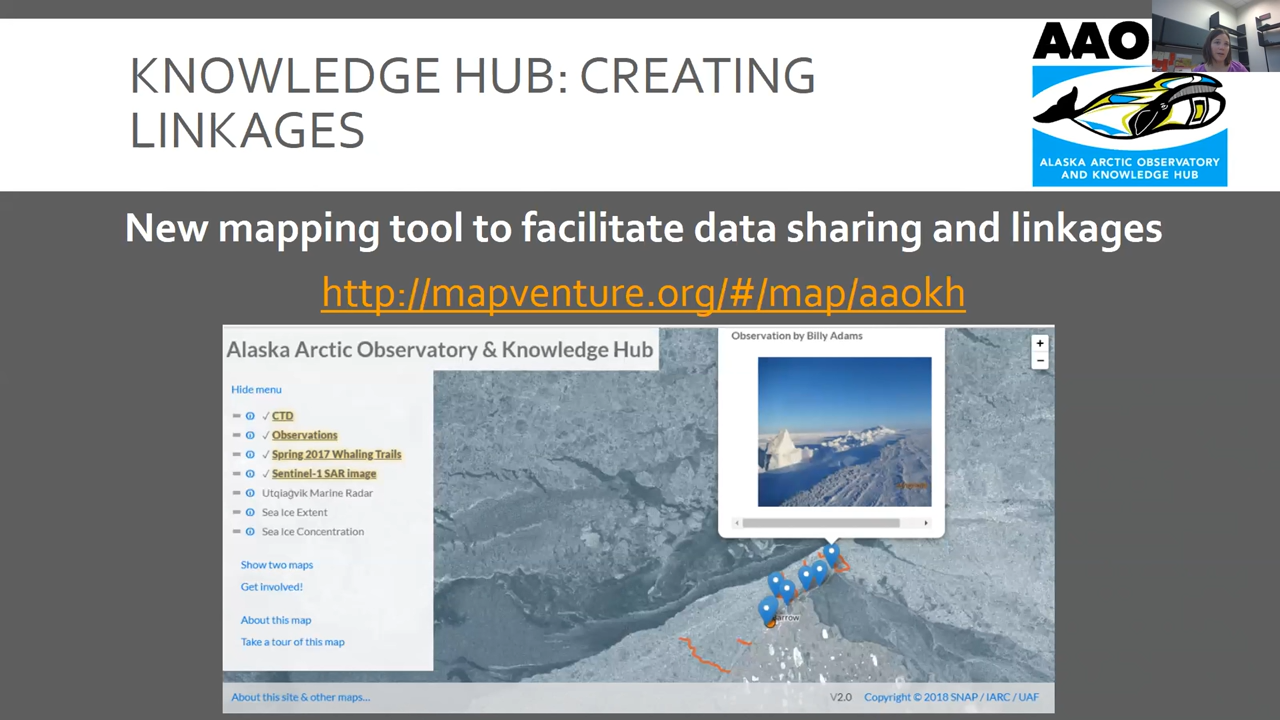 KNOWLEDGE HUB: CREATING
LINKAGES
AAO
ALASKA ARCTIC OBSERVATORY
AND KNOWLEDGE HUB
New mapping tool to facilitate data sharing and linkages
http://mapventure.org/#/map/aaokh
Alaska Arctic Observatory & Knowledge Hub
Observation by Billy Adams
Hide menu
✓ CTD
✓ Observations
✓ Spring 2017 Whaling Trails
✓ Sentinel-1 SAR image
Utqiaġvik Marine Radar
Sea Ice Extent
Sea Ice Concentration
Show two maps
Get involved!
About this map
Take a tour of this map
+
−
Barrow
About this site & other maps...
V2.0 Copyright © 2018 SNAP / IARC / UAF